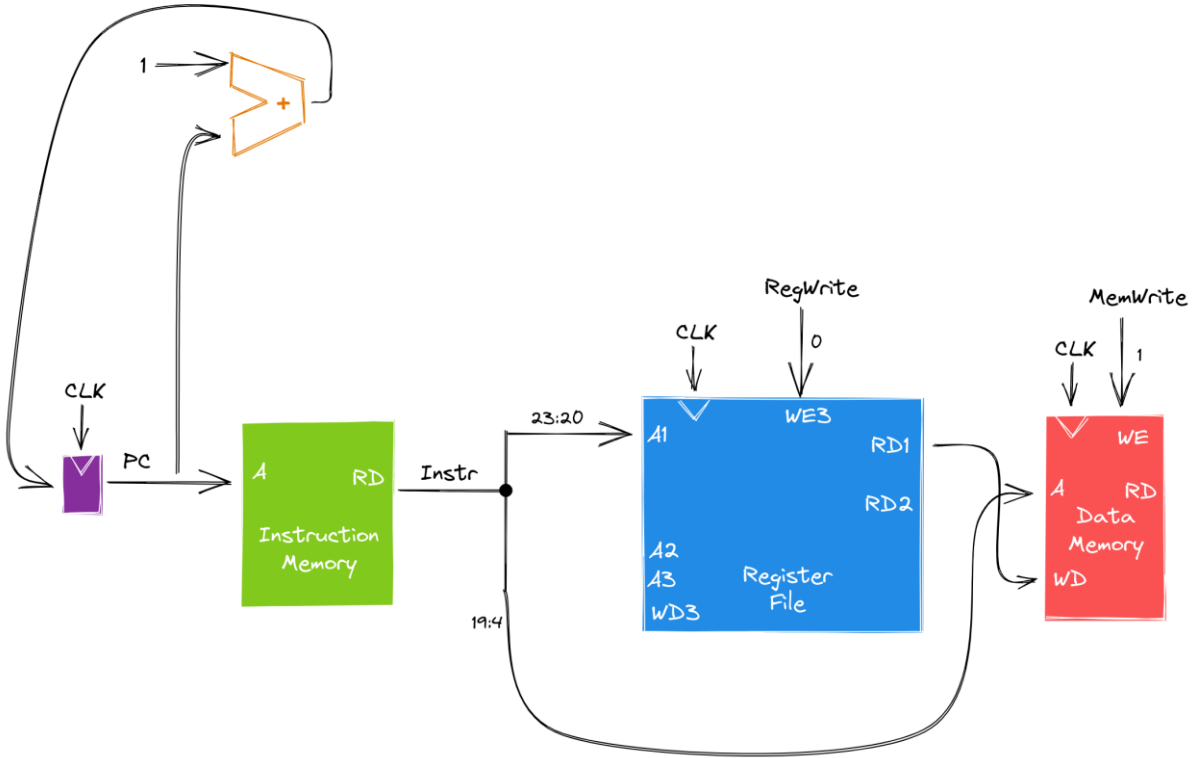 1
+
RegWrite
MemWrite
CLK
0
CLK
1
CLK
23:20
WE3
A1
RD1
WE
PC
A
RD
Instr
RD2
A
RD
Instruction
Memory
Data
Memory
A2
A3
Register
File
WD3
WD
19:4